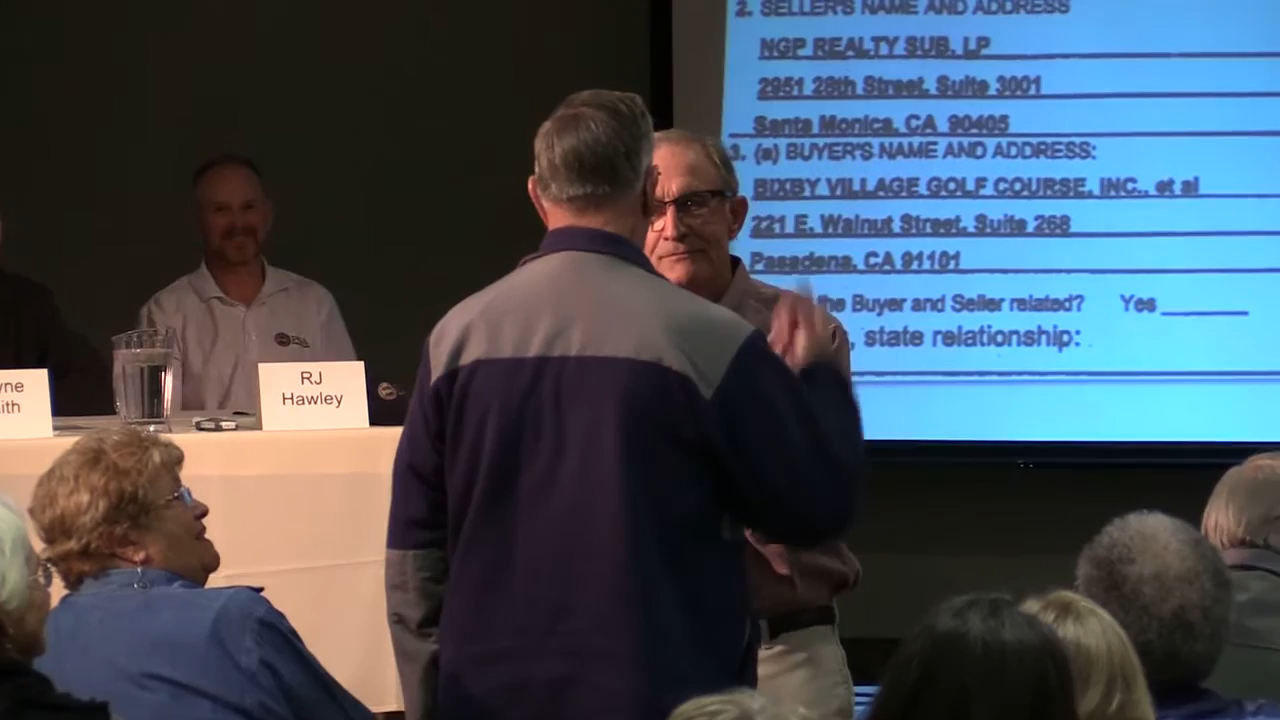 2. SELLER'S NAME AND ADDRESS
NGP REALTY SUB, LP
2951 28th Street, Suite 3001
Santa Monica, CA 90405
3. (a) BUYER'S NAME AND ADDRESS:
BIXBY VILLAGE GOLF COURSE, INC., et al
221 E. Walnut Street, Suite 268
Pasadena, CA 91101
the Buyer and Seller related? Yes
, state relationship:
yne
ith
RJ
Hawley